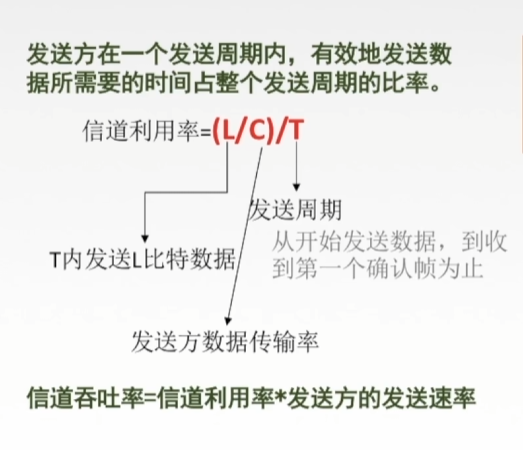 发送方在一个发送周期内，有效地发送数
据所需要的时间占整个发送周期的比率。
信道利用率=(L/C)/T
发送周期
从开始发送数据，到收
到第一个确认帧为止
T内发送L比特数据
发送方数据传输率
信道吞吐率=信道利用率*发送方的发送速率